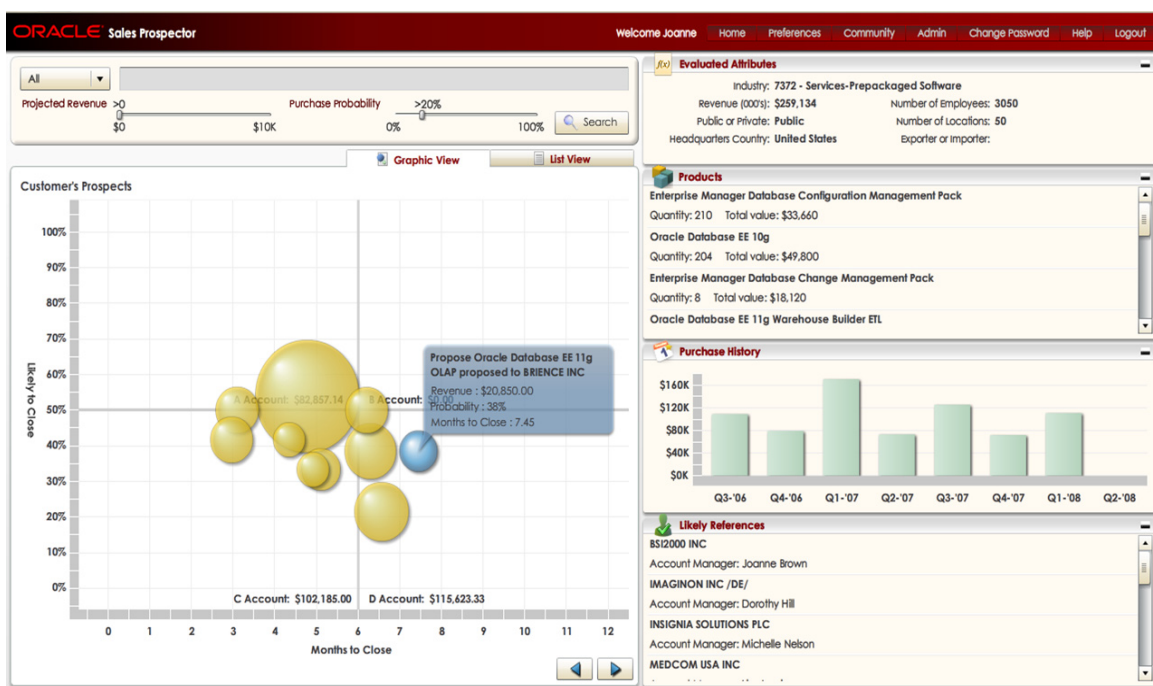 ORACLE Sales Prospector
Welcome Joanne Home Preferences Community Admin Change Password Help Logout
All
Projected Revenue >0
$0 $10K
Purchase Probability >20%
0% 100%
Search
Graphic View List View
Customer's Prospects
100%
90%
80%
70%
60%
50%
40%
30%
20%
10%
0%
Likely to Close
A Account: $82,857.14 B Account: $0.00
Propose Oracle Database EE 11g
OLAP proposed to BRIENCE INC
Revenue : $20,850.00
Probability : 38%
Months to Close : 7.45
C Account: $102,185.00 D Account: $115,623.33
0 1 2 3 4 5 6 7 8 9 10 11 12
Months to Close
f(x) Evaluated Attributes
Industry: 7372 - Services-Prepackaged Software
Revenue (000's): $259,134 Number of Employees: 3050
Public or Private: Public Number of Locations: 50
Headquarters Country: United States Exporter or Importer:
Products
Enterprise Manager Database Configuration Management Pack
Quantity: 210 Total value: $33,660
Oracle Database EE 10g
Quantity: 204 Total value: $49,800
Enterprise Manager Database Change Management Pack
Quantity: 8 Total value: $18,120
Oracle Database EE 11g Warehouse Builder ETL
Purchase History
$160K
$120K
$80K
$40K
$0K
Q3-'06 Q4-'06 Q1-'07 Q2-'07 Q3-'07 Q4-'07 Q1-'08 Q2-'08
Likely References
BSI2000 INC
Account Manager: Joanne Brown
IMAGINON INC /DE/
Account Manager: Dorothy Hill
INSIGNIA SOLUTIONS PLC
Account Manager: Michelle Nelson
MEDCOM USA INC